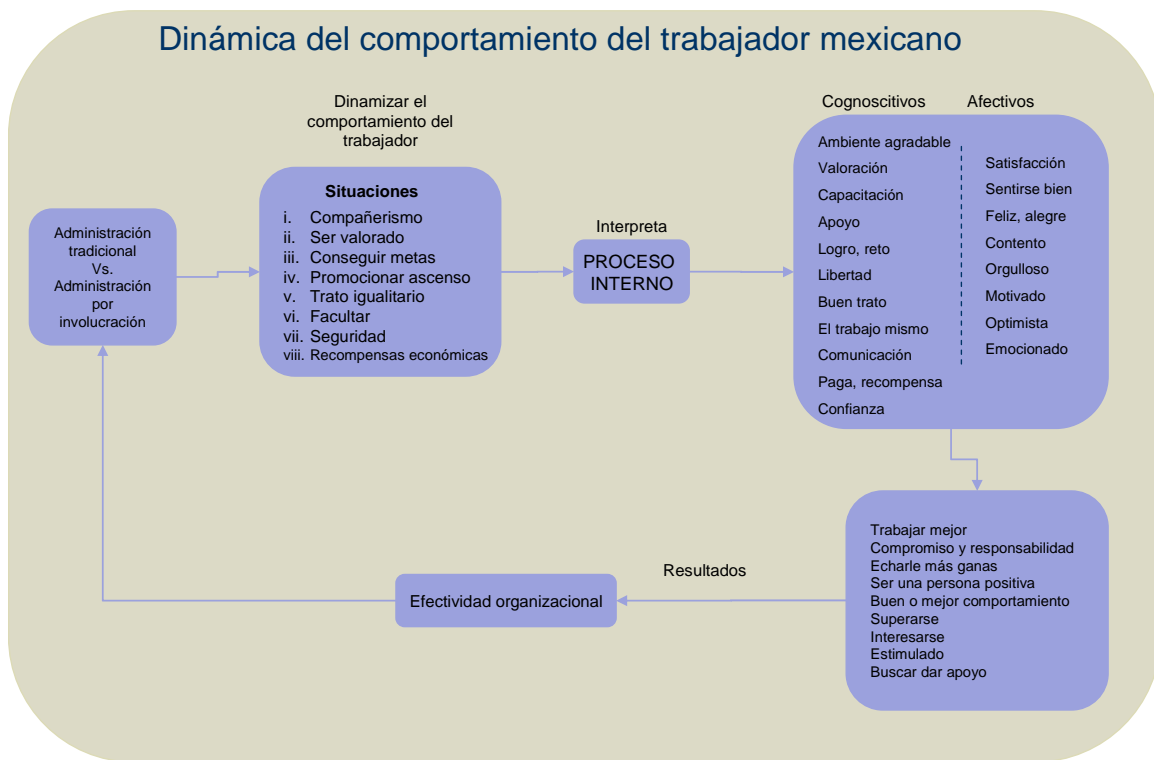 Dinámica del comportamiento del trabajador mexicano
Dinamizar el
comportamiento del
trabajador
Cognoscitivos
Afectivos
Administración
tradicional
Vs.
Administración
por
involucración
Situaciones
i. Compañerismo
ii. Ser valorado
iii. Conseguir metas
iv. Promocionar ascenso
v. Trato igualitario
vi. Facultar
vii. Seguridad
viii. Recompensas económicas
Interpreta
PROCESO
INTERNO
Ambiente agradable
Valoración
Capacitación
Apoyo
Logro, reto
Libertad
Buen trato
El trabajo mismo
Comunicación
Paga, recompensa
Confianza
Satisfacción
Sentirse bien
Feliz, alegre
Contento
Orgulloso
Motivado
Optimista
Emocionado
Trabajar mejor
Compromiso y responsabilidad
Echarle más ganas
Ser una persona positiva
Buen o mejor comportamiento
Superarse
Interesarse
Estimulado
Buscar dar apoyo
Resultados
Efectividad organizacional